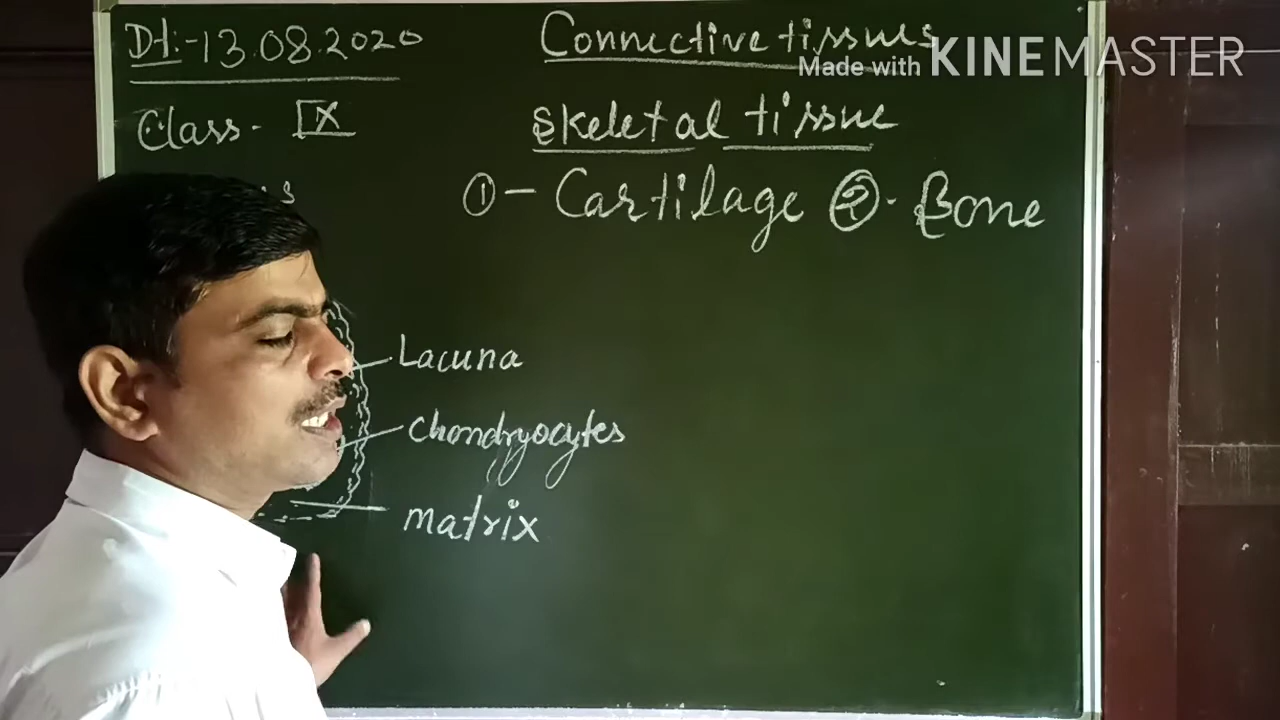 Dt:-13.08.2020
Connective tissues
Made with KINEMASTER
Class- IX
Skeletal tissue
① - Cartilage ②. Bone
Lacuna
Chondryocytes
matrix